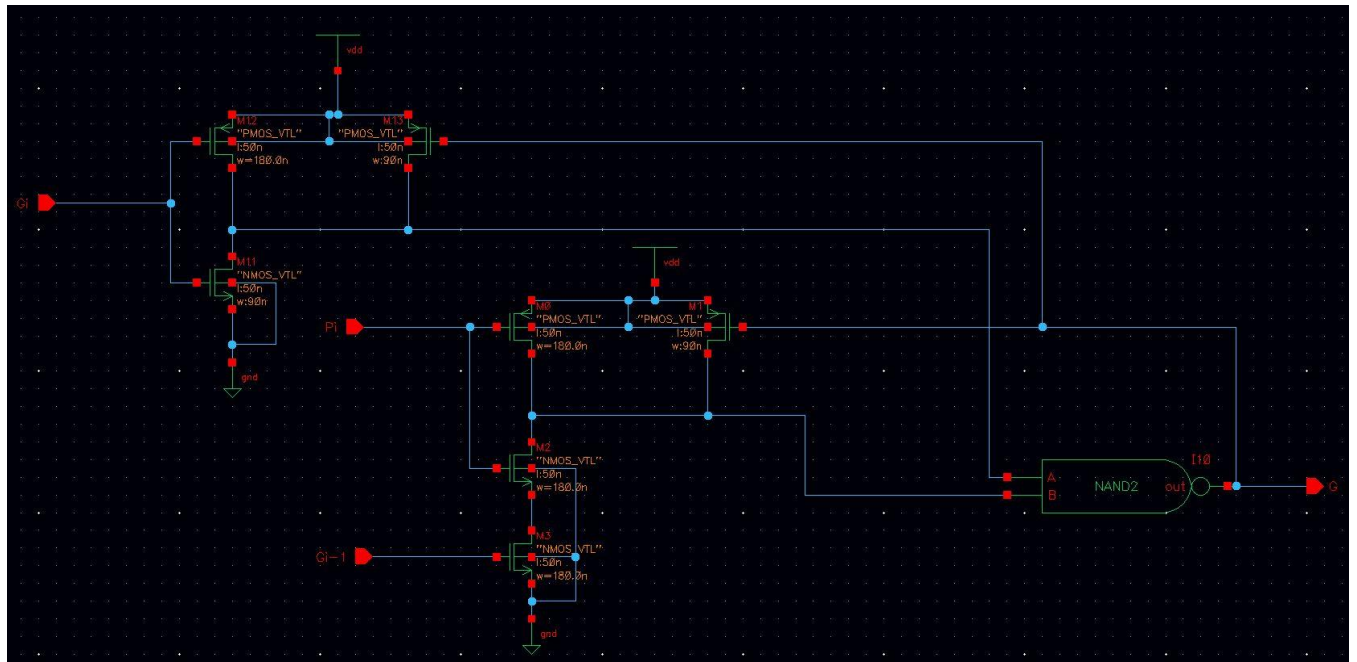 vdd
M12
"PMOS_VTL"
l:50n
w=180.0n
M13
"PMOS_VTL"
l:50n
w:90n
Gi
M11
"NMOS_VTL"
l:50n
w:90n
gnd
vdd
Pi
M0
"PMOS_VTL"
l:50n
w=180.0n
M1
"PMOS_VTL"
l:50n
w:90n
M2
"NMOS_VTL"
l:50n
w=180.0n
A
B
NAND2
out
I10
G
Gi-1
M3
"NMOS_VTL"
l:50n
w=180.0n
gnd